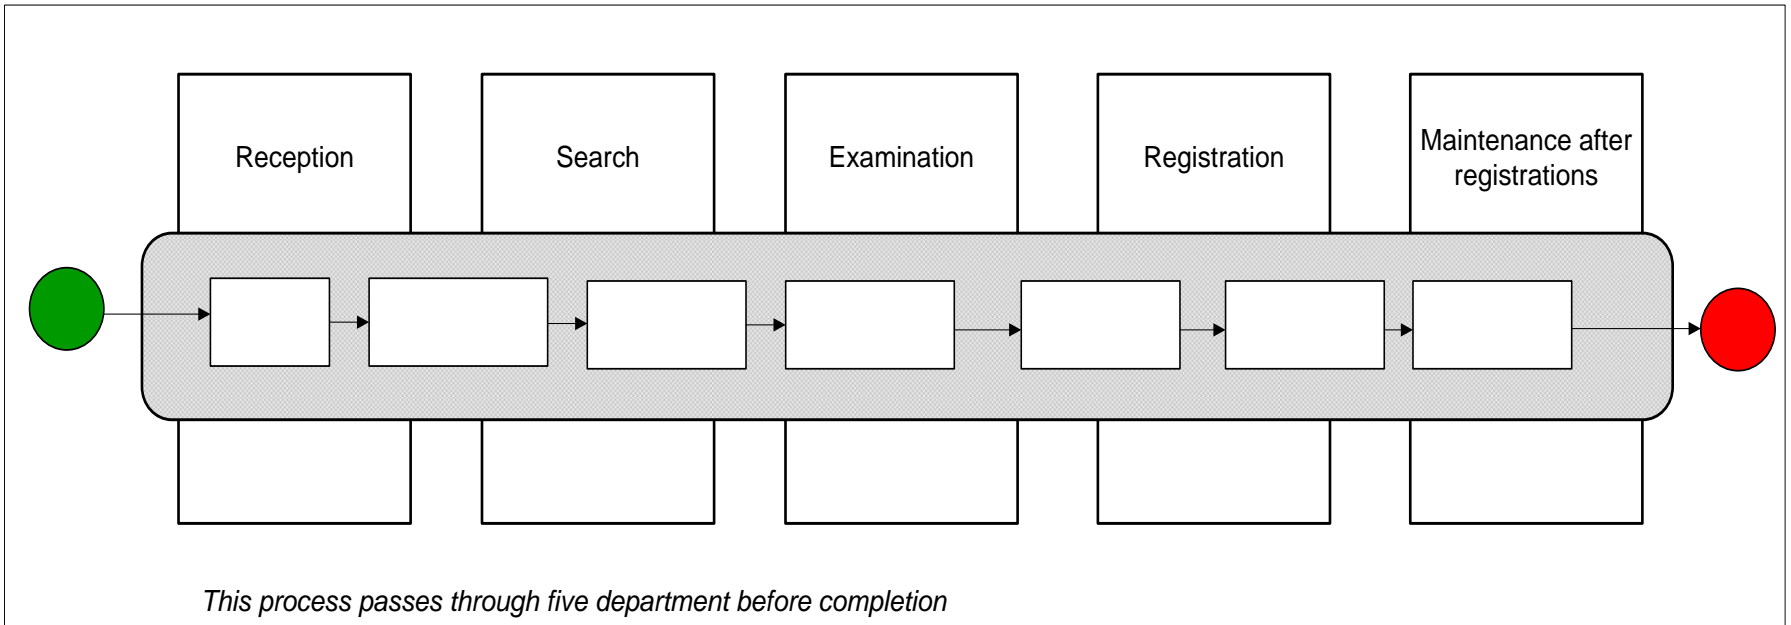 Reception
Search
Examination
Registration
Maintenance after
registrations
This process passes through five department before completion